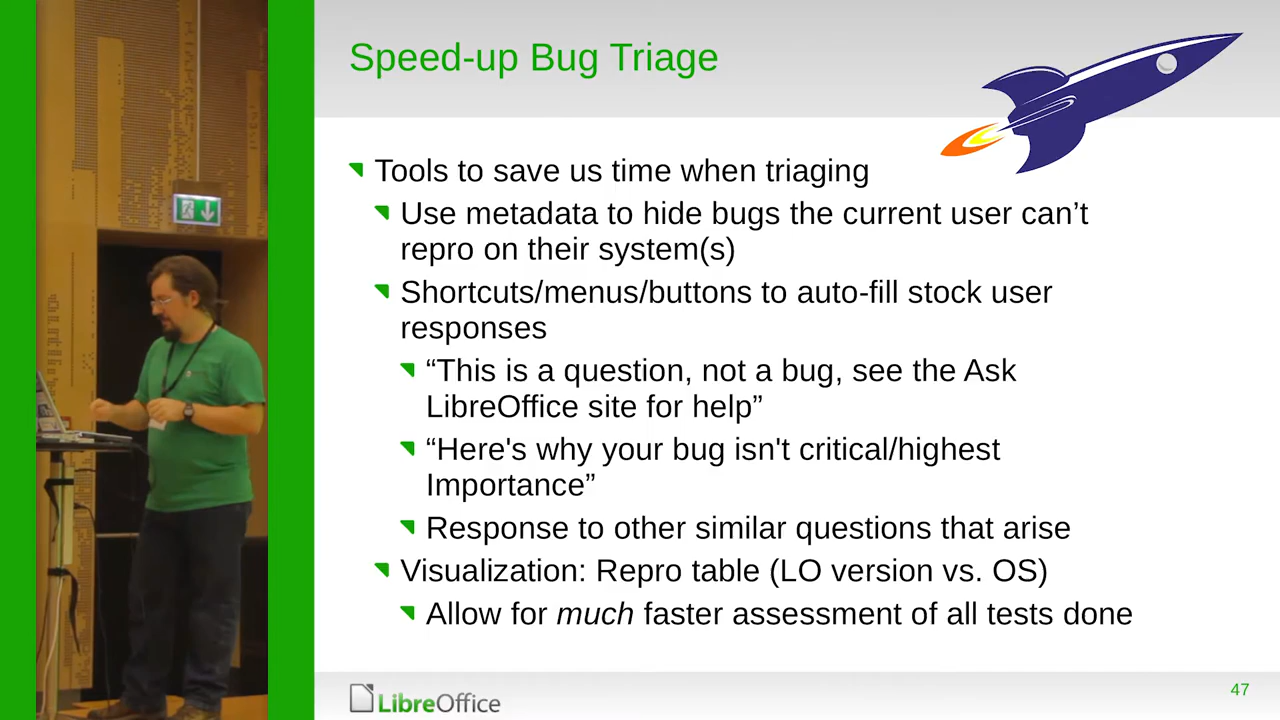 Speed-up Bug Triage
Tools to save us time when triaging
Use metadata to hide bugs the current user can’t
repro on their system(s)
Shortcuts/menus/buttons to auto-fill stock user
responses
“This is a question, not a bug, see the Ask
LibreOffice site for help”
“Here's why your bug isn't critical/highest
Importance”
Response to other similar questions that arise
Visualization: Repro table (LO version vs. OS)
Allow for much faster assessment of all tests done
LibreOffice
47